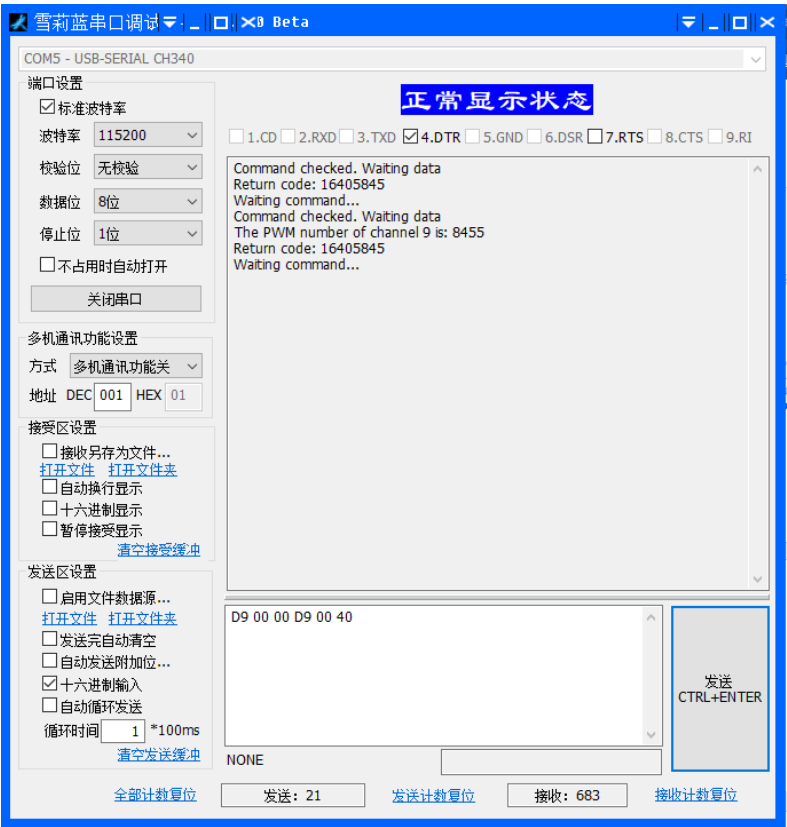 雪莉蓝串口调试 Beta
COM5 - USB-SERIAL CH340
端口设置
标准波特率
波特率 115200
校验位 无校验
数据位 8位
停止位 1位
不占用时自动打开
关闭串口
多机通讯功能设置
方式 多机通讯功能关
地址 DEC 001 HEX 01
接受区设置
接收另存为文件...
打开文件 打开文件夹
自动换行显示
十六进制显示
暂停接受显示
清空接受缓冲
发送区设置
启用文件数据源...
打开文件 打开文件夹
发送完自动清空
自动发送附加位...
十六进制输入
自动循环发送
循环时间 1 *100ms
清空发送缓冲
正常显示状态
1.CD 2.RXD 3.TXD 4.DTR 5.GND 6.DSR 7.RTS 8.CTS 9.RI
Command checked. Waiting data
Return code: 16405845
Waiting command...
Command checked. Waiting data
The PWM number of channel 9 is: 8455
Return code: 16405845
Waiting command...
D9 00 00 D9 00 40
发送
CTRL+ENTER
NONE
全部计数复位 发送: 21 发送计数复位 接收: 683 接收计数复位